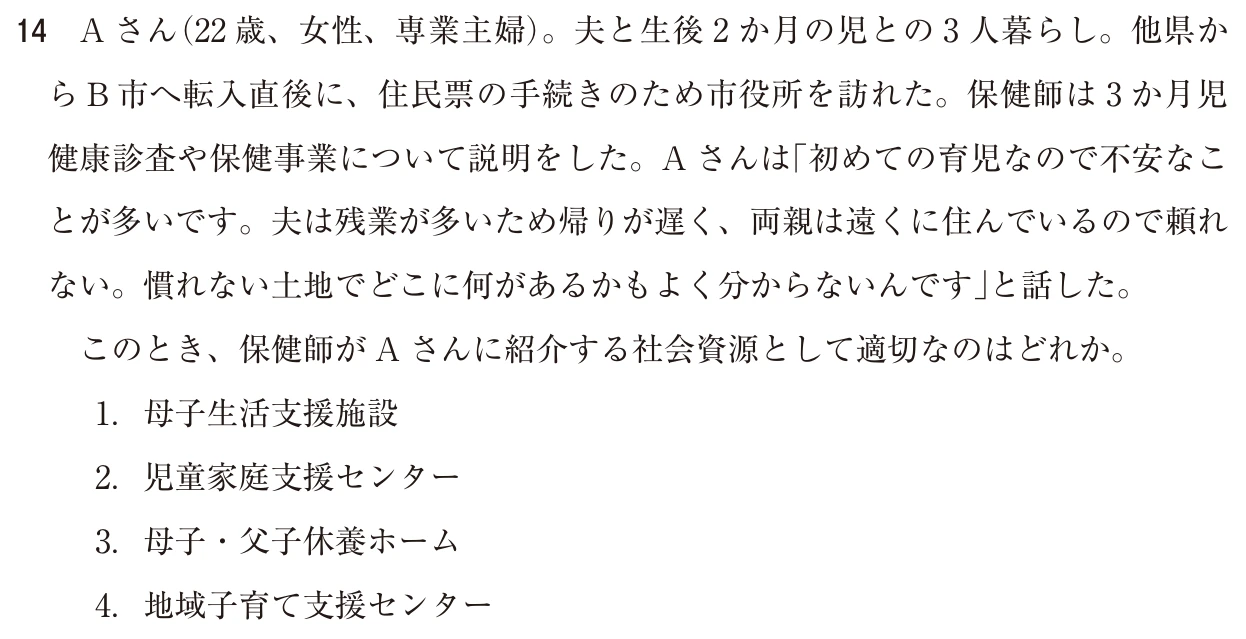 14　A さん(22 歳、女性、専業主婦)。夫と生後 2 か月の児との 3 人暮らし。他県か
ら B 市へ転入直後に、住民票の手続きのため市役所を訪れた。保健師は 3 か月児
健康診査や保健事業について説明をした。A さんは｢初めての育児なので不安なこ
とが多いです。夫は残業が多いため帰りが遅く、両親は遠くに住んでいるので頼れ
ない。慣れない土地でどこに何があるかもよく分からないんです｣と話した。
このとき、保健師が A さんに紹介する社会資源として適切なのはどれか。
1. 母子生活支援施設
2. 児童家庭支援センター
3. 母子・父子休養ホーム
4. 地域子育て支援センター